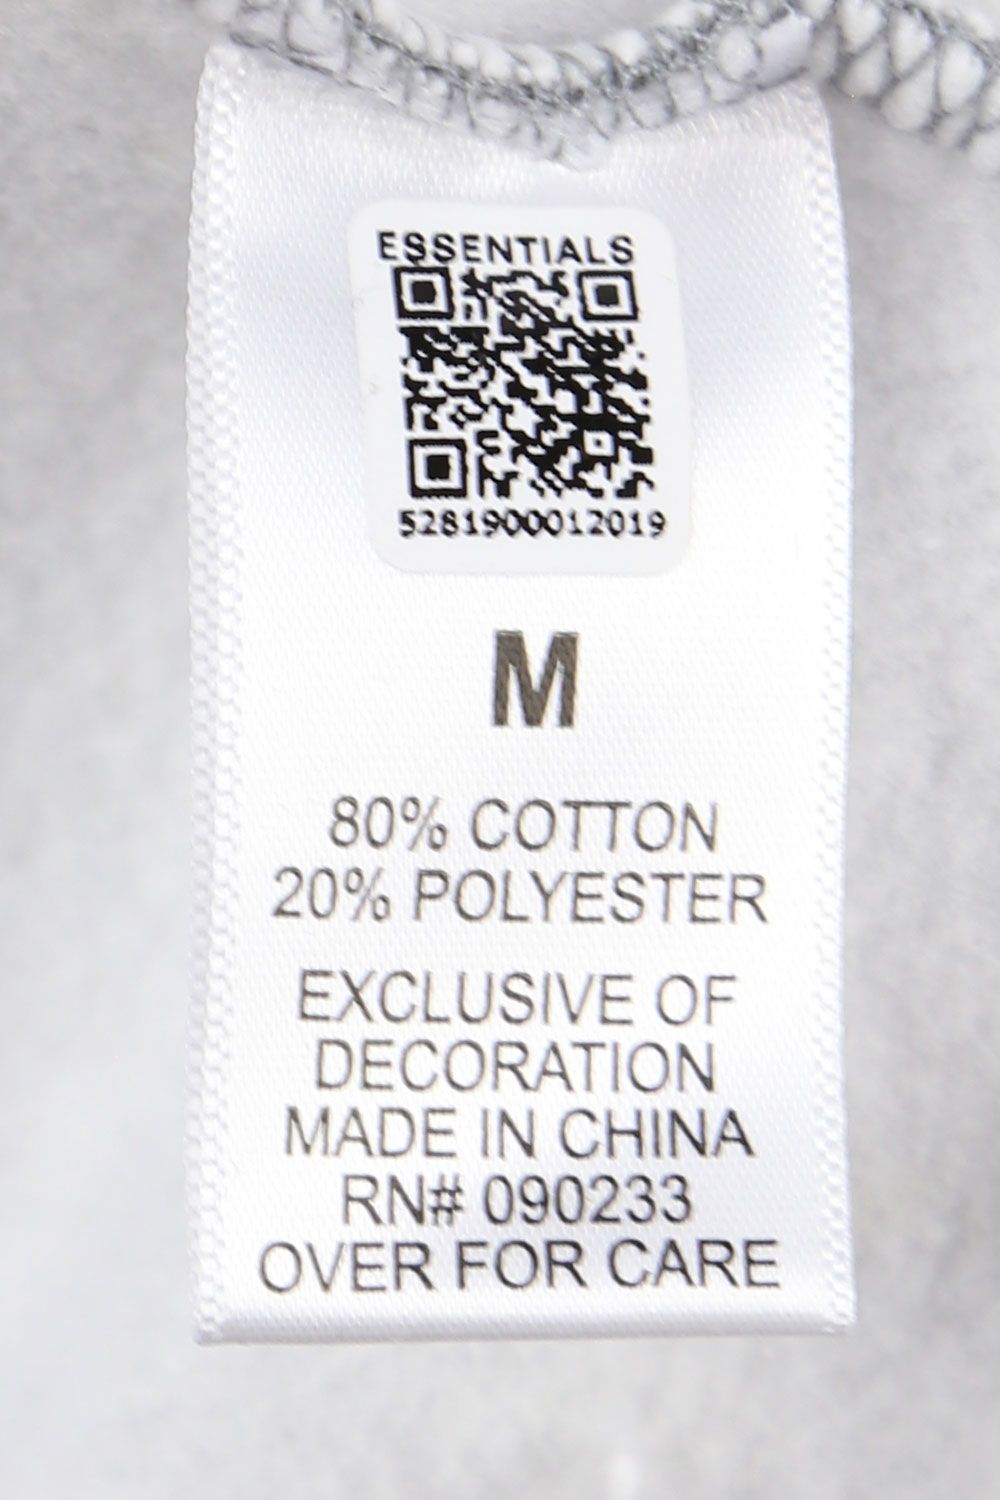 ESSENTIALS
5281900012019
M
80% COTTON
20% POLYESTER
EXCLUSIVE OF
DECORATION
MADE IN CHINA
RN# 090233
OVER FOR CARE